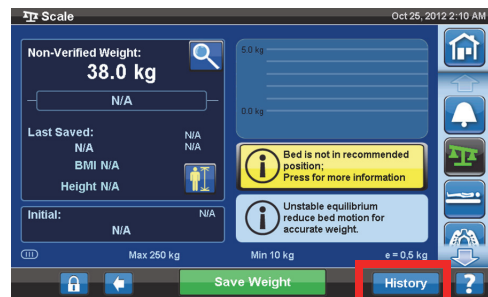 Scale
Oct 25, 2012 2:10 AM
Non-Verified Weight:
38.0 kg
N/A
Last Saved:
N/A
N/A
N/A
BMI N/A
Height N/A
Initial:
N/A
N/A
5.0 kg
0.0 kg
Bed is not in recommended
position;
Press for more information
Unstable equilibrium
reduce bed motion for
accurate weight.
III
Max 250 kg
Min 10 kg
e = 0,5 kg
Save Weight
History
?